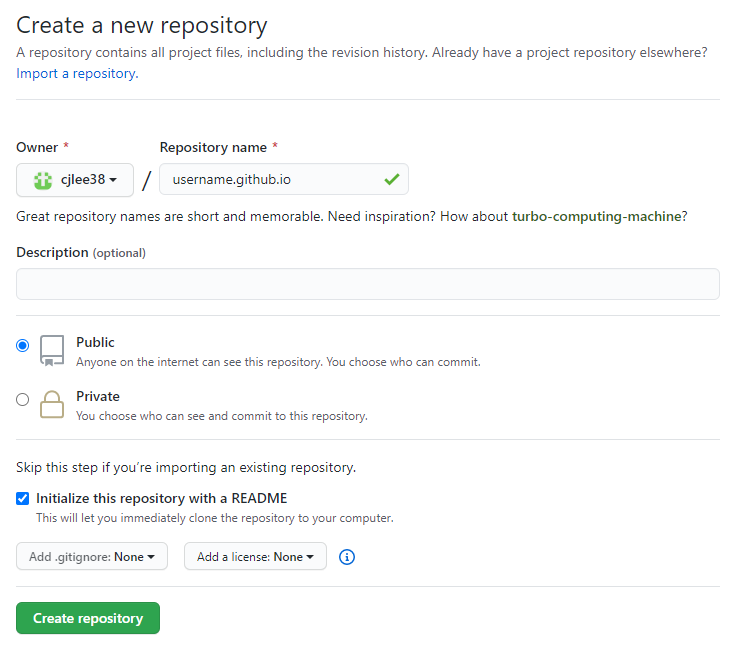 Create a new repository
A repository contains all project files, including the revision history. Already have a project repository elsewhere?
Import a repository.
Owner * Repository name *
cjlee38 / username.github.io
Great repository names are short and memorable. Need inspiration? How about turbo-computing-machine?
Description (optional)
Public
Anyone on the internet can see this repository. You choose who can commit.
Private
You choose who can see and commit to this repository.
Skip this step if you’re importing an existing repository.
Initialize this repository with a README
This will let you immediately clone the repository to your computer.
Add .gitignore: None Add a license: None
Create repository